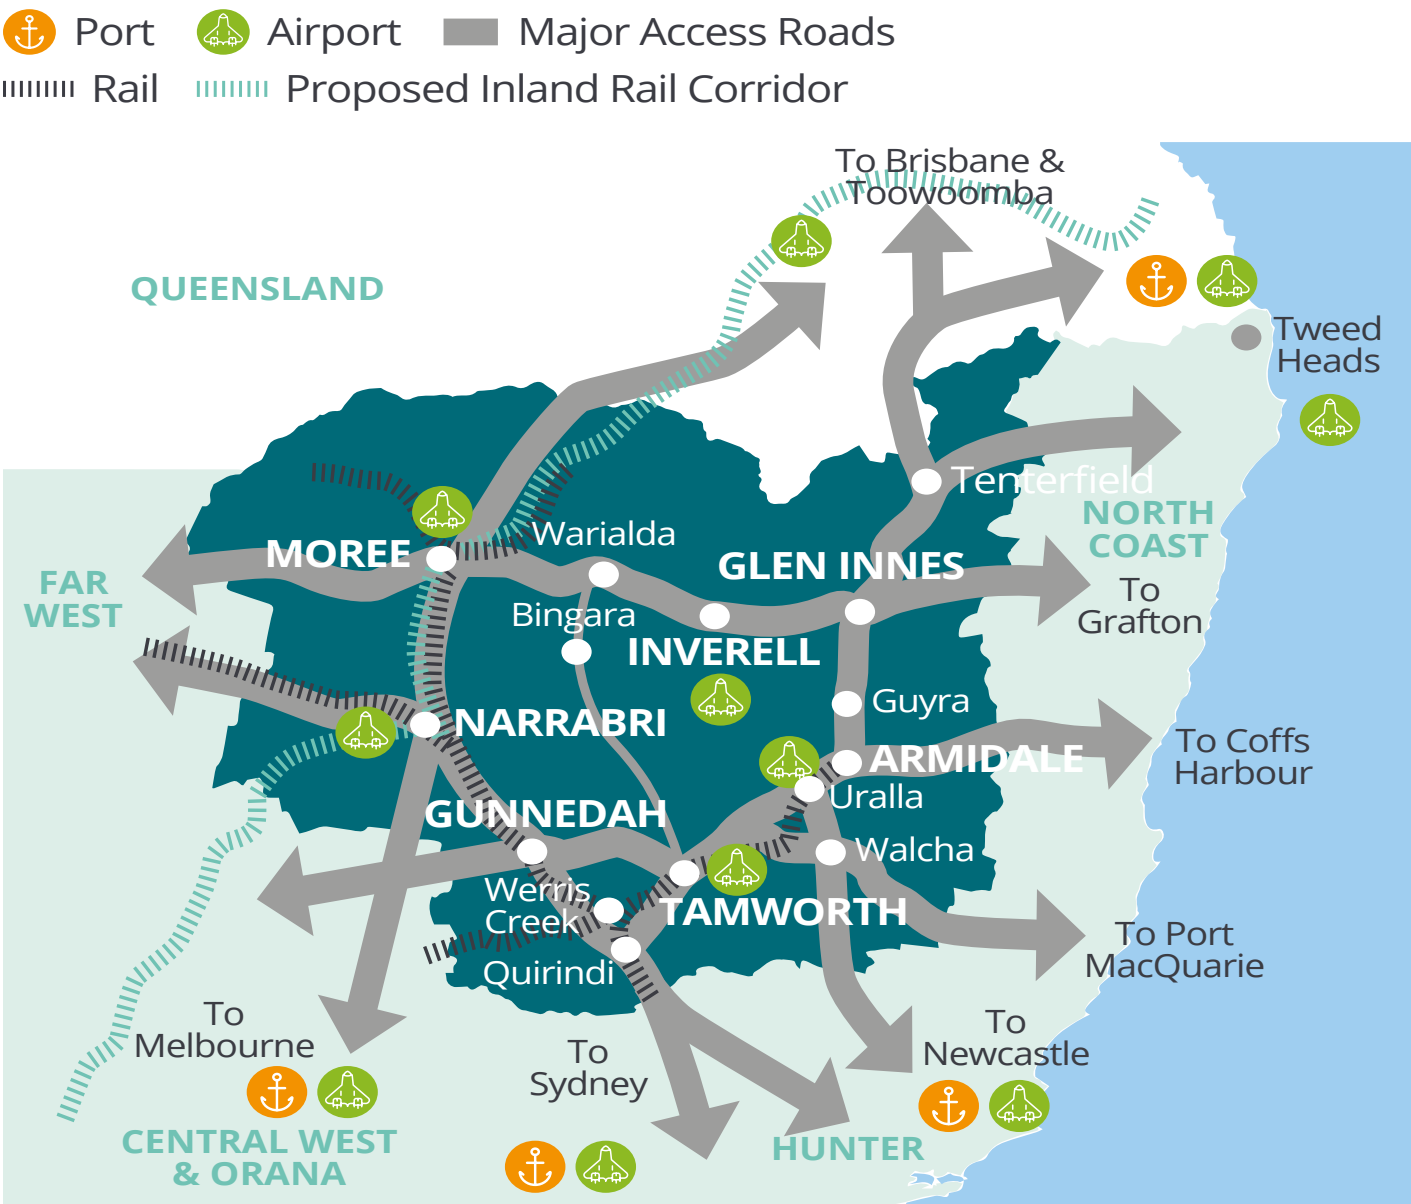 Port
Airport
Major Access Roads
Rail
Proposed Inland Rail Corridor
To Brisbane &
Toowoomba
QUEENSLAND
Tweed
Heads
Tenterfield
NORTH
COAST
Warialda
MOREE
GLEN INNES
FAR
WEST
To
Grafton
Bingara
INVERELL
Guyra
NARRABRI
To Coffs
Harbour
ARMIDALE
Uralla
GUNNEDAH
Walcha
Werris
Creek
TAMWORTH
To Port
MacQuarie
Quirindi
To
Melbourne
To
Newcastle
To
Sydney
CENTRAL WEST
& ORANA
HUNTER